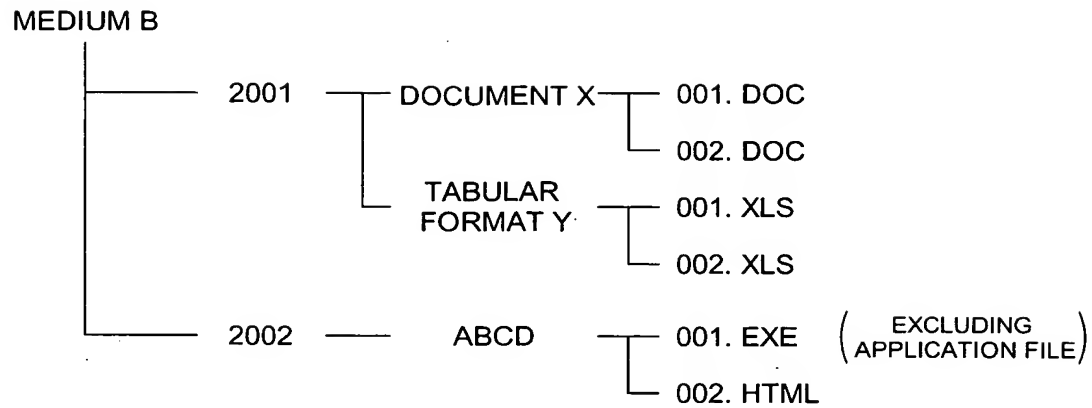 MEDIUM B
2001
DOCUMENT X
001. DOC
002. DOC
TABULAR
FORMAT Y
001. XLS
002. XLS
2002
ABCD
001. EXE
(EXCLUDING
APPLICATION FILE)
002. HTML